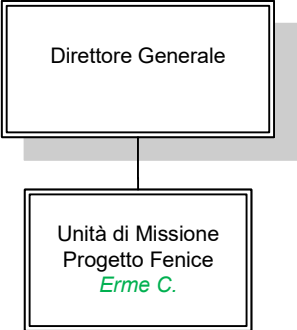 Direttore Generale
Unità di Missione
Progetto Fenice
Erme C.